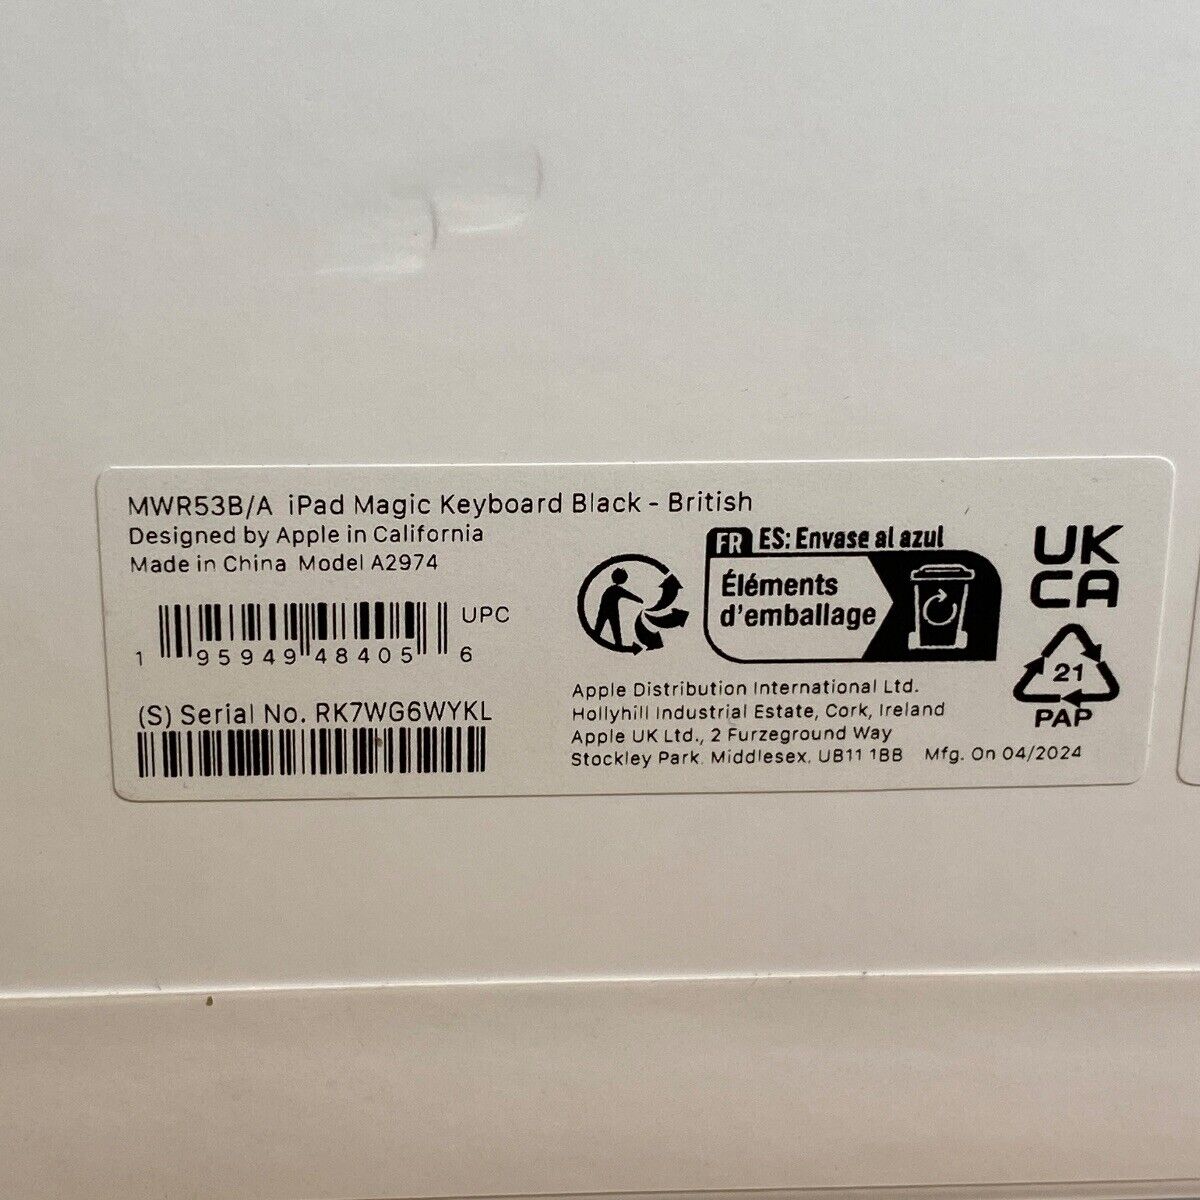 MWR53B/A iPad Magic Keyboard Black - British
Designed by Apple in California
Made in China Model A2974
UPC
1 95949 48405 6
(S) Serial No. RK7WG6WYKL
FR ES: Envase al azul
Éléments
d'emballage
UK
CA
21
PAP
Apple Distribution International Ltd.
Hollyhill Industrial Estate, Cork, Ireland
Apple UK Ltd., 2 Furzeground Way
Stockley Park, Middlesex, UB11 1BB Mfg. On 04/2024